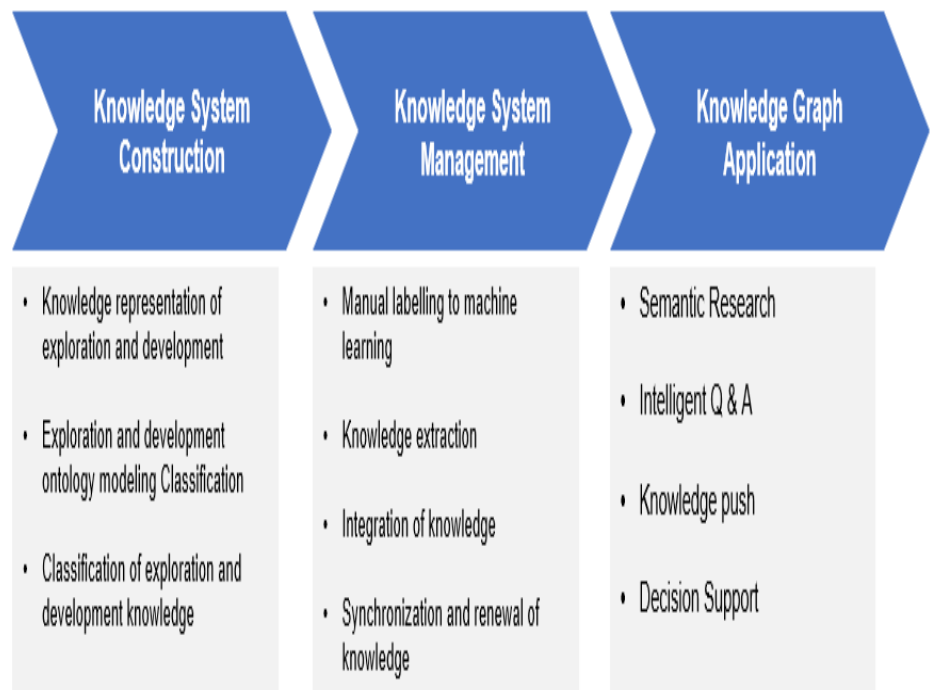 Knowledge System
Construction
Knowledge System
Management
Knowledge Graph
Application
• Knowledge representation of
exploration and development
• Exploration and development
ontology modeling Classification
• Classification of exploration and
development knowledge
• Manual labelling to machine
learning
• Knowledge extraction
• Integration of knowledge
• Synchronization and renewal of
knowledge
• Semantic Research
• Intelligent Q & A
• Knowledge push
• Decision Support